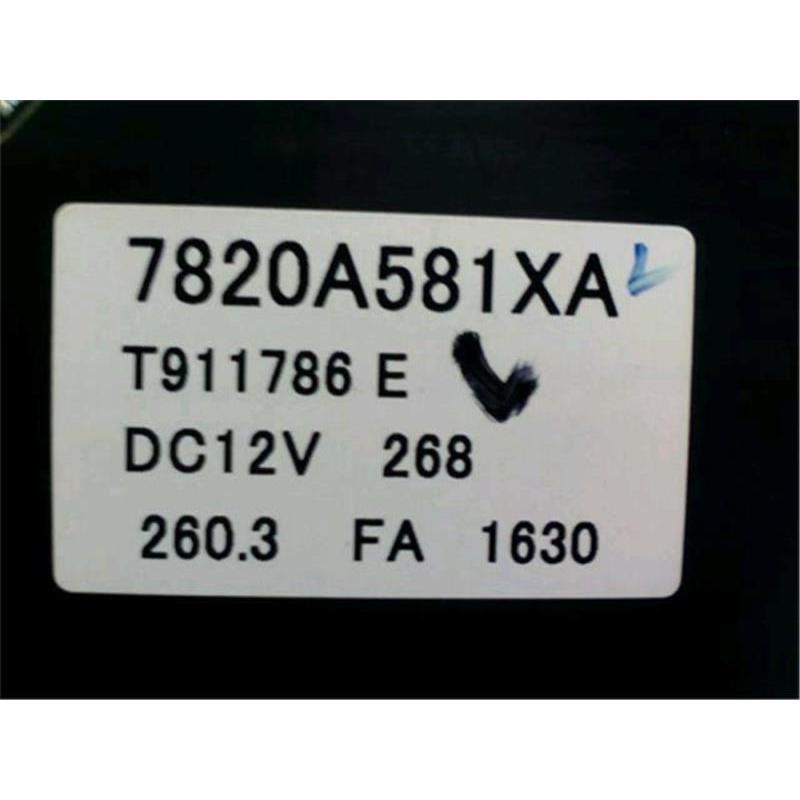 7820A581XA
T911786 E
DC12V 268
260.3 FA 1630